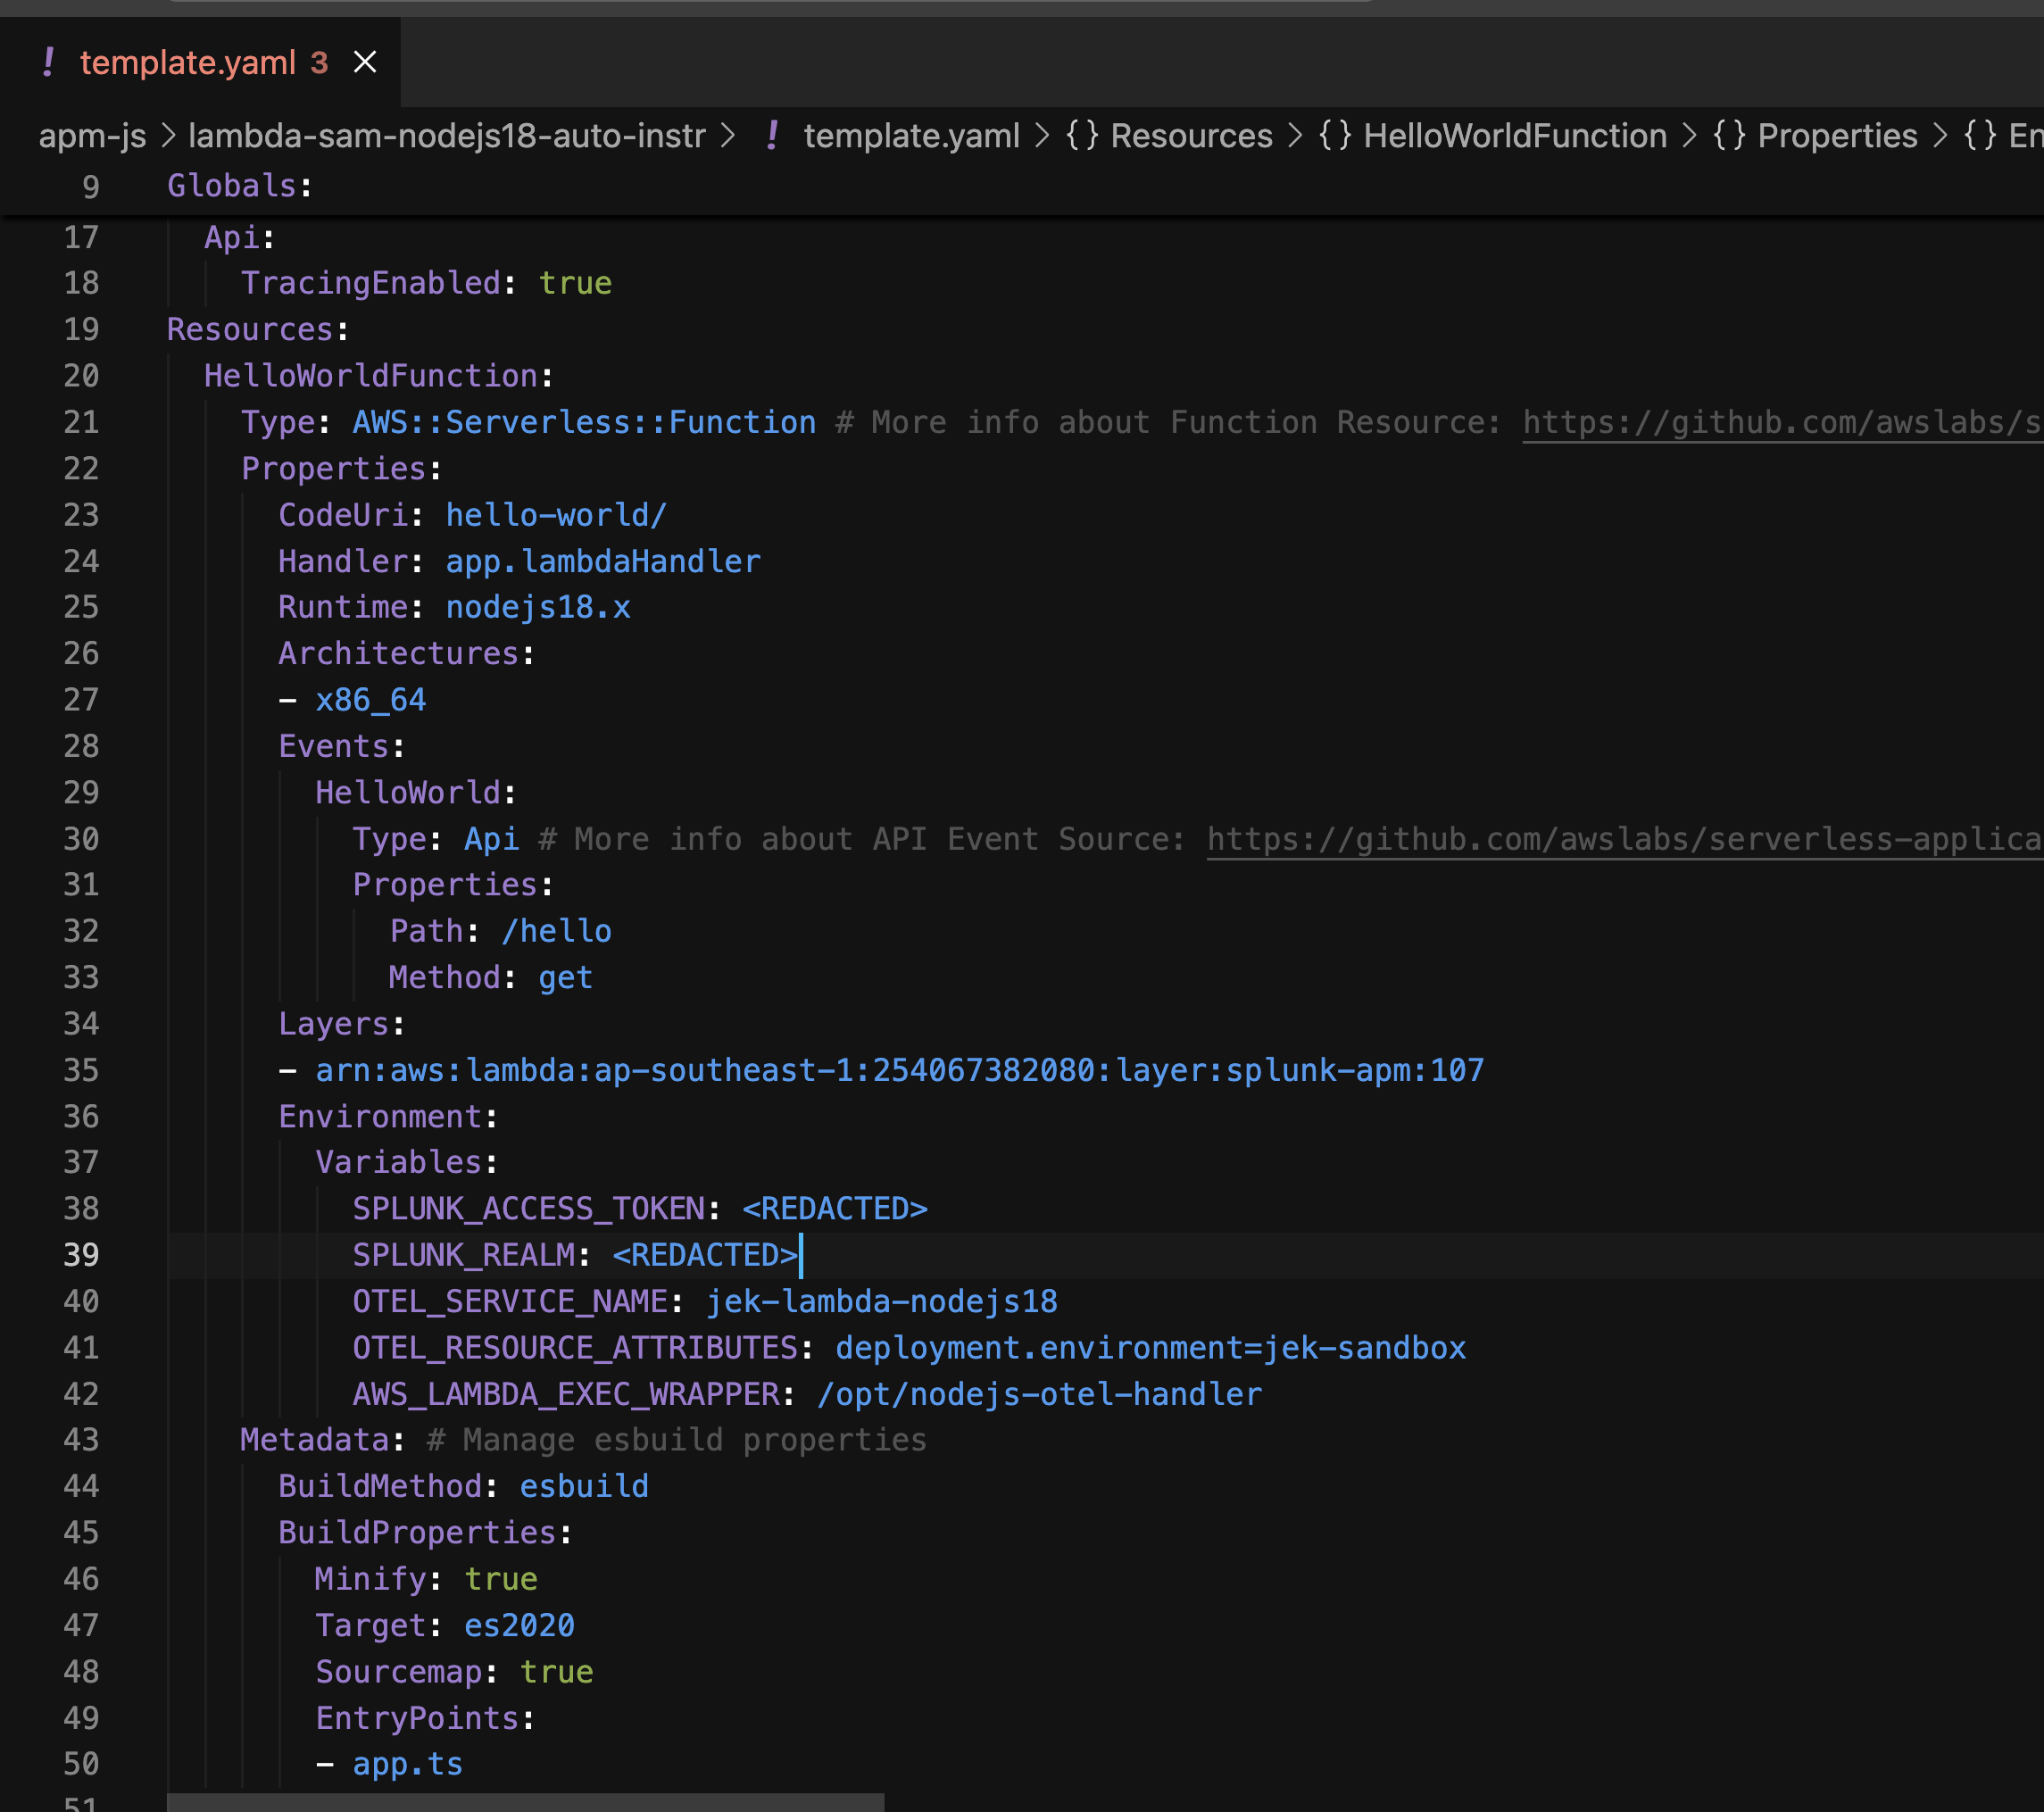 ! template.yaml 3 ×
apm-js > lambda-sam-nodejs18-auto-instr > ! template.yaml > {} Resources > {} HelloWorldFunction > {} Properties > {} En
9 Globals:
17 Api:
18 TracingEnabled: true
19 Resources:
20 HelloWorldFunction:
21 Type: AWS::Serverless::Function # More info about Function Resource: https://github.com/awslabs/s
22 Properties:
23 CodeUri: hello-world/
24 Handler: app.lambdaHandler
25 Runtime: nodejs18.x
26 Architectures:
27 - x86_64
28 Events:
29 HelloWorld:
30 Type: Api # More info about API Event Source: https://github.com/awslabs/serverless-applica
31 Properties:
32 Path: /hello
33 Method: get
34 Layers:
35 - arn:aws:lambda:ap-southeast-1:254067382080:layer:splunk-apm:107
36 Environment:
37 Variables:
38 SPLUNK_ACCESS_TOKEN: <REDACTED>
39 SPLUNK_REALM: <REDACTED>
40 OTEL_SERVICE_NAME: jek-lambda-nodejs18
41 OTEL_RESOURCE_ATTRIBUTES: deployment.environment=jek-sandbox
42 AWS_LAMBDA_EXEC_WRAPPER: /opt/nodejs-otel-handler
43 Metadata: # Manage esbuild properties
44 BuildMethod: esbuild
45 BuildProperties:
46 Minify: true
47 Target: es2020
48 Sourcemap: true
49 EntryPoints:
50 - app.ts
51